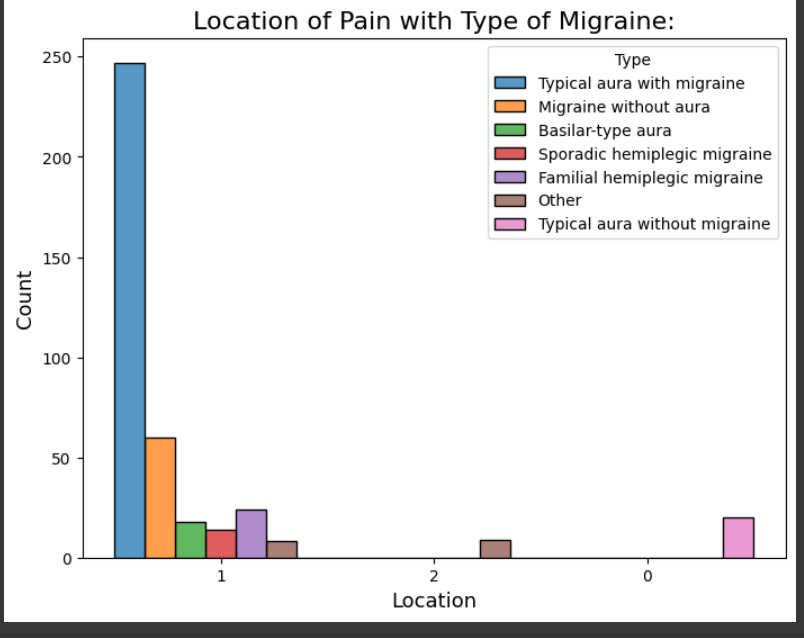 Location of Pain with Type of Migraine:
Type
Typical aura with migraine
Migraine without aura
Basilar-type aura
Sporadic hemiplegic migraine
Familial hemiplegic migraine
Other
Typical aura without migraine
250
200
150
100
50
0
Count
1 2 0
Location